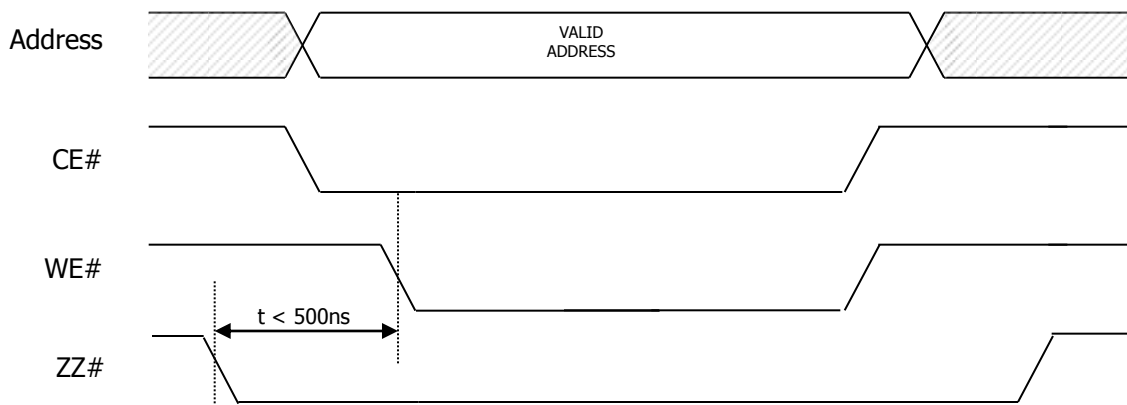 Address
VALID
ADDRESS
CE#
WE#
t < 500ns
ZZ#